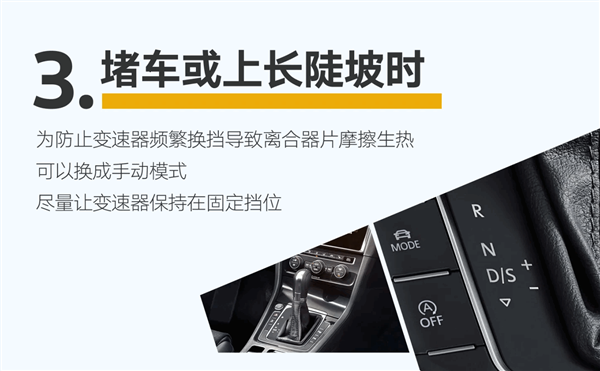 3. 堵车或上长陡坡时
为防止变速器频繁换挡导致离合器片摩擦生热
可以换成手动模式
尽量让变速器保持在固定挡位
R
MODE
N
D/S + -
A
OFF